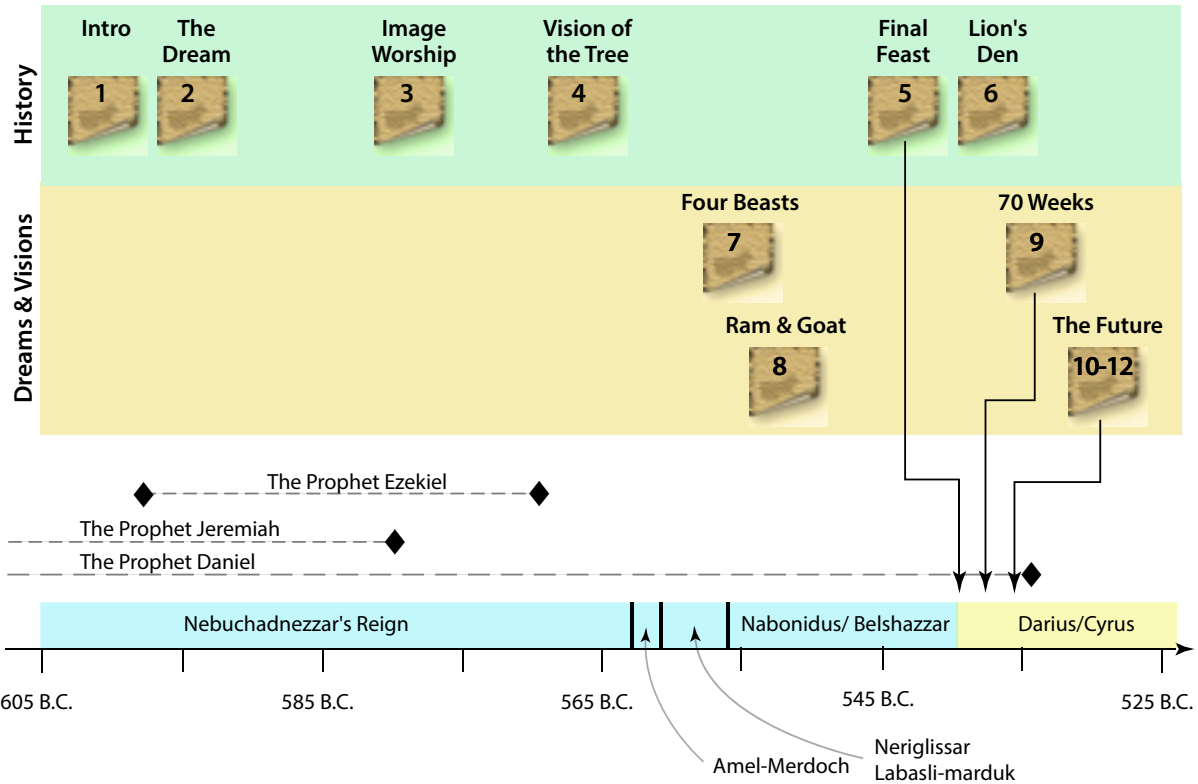 History
Intro
The
Dream
Image
Worship
Vision of
the Tree
Final
Feast
Lion's
Den
1
2
3
4
5
6
Dreams & Visions
Four Beasts
70 Weeks
7
9
Ram & Goat
The Future
8
10-12
The Prophet Ezekiel
The Prophet Jeremiah
The Prophet Daniel
Nebuchadnezzar's Reign
Nabonidus/ Belshazzar
Darius/Cyrus
605 B.C.
585 B.C.
565 B.C.
545 B.C.
525 B.C.
Amel-Merdoch
Neriglissar
Labasli-marduk